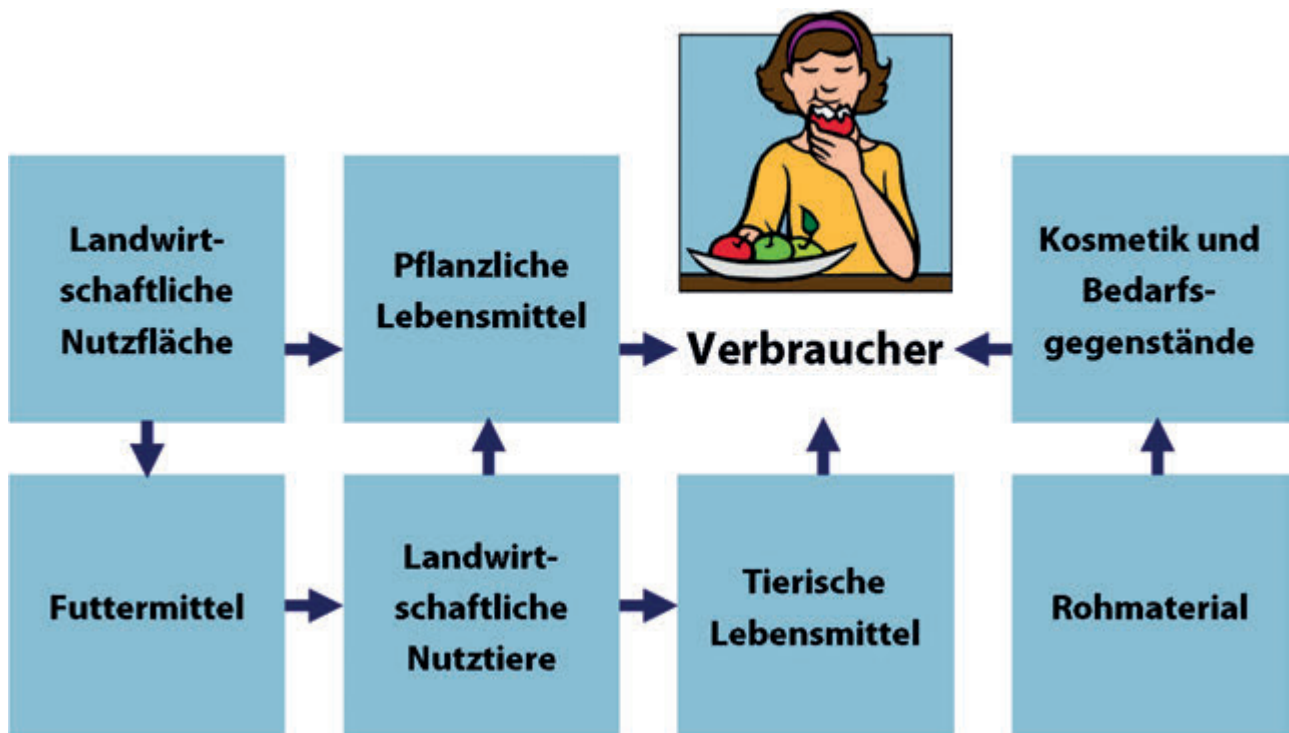 Landwirt-
schaftliche
Nutzfläche
Pflanzliche
Lebensmittel
Verbraucher
Kosmetik und
Bedarfs-
gegenstände
Futtermittel
Landwirt-
schaftliche
Nutztiere
Tierische
Lebensmittel
Rohmaterial